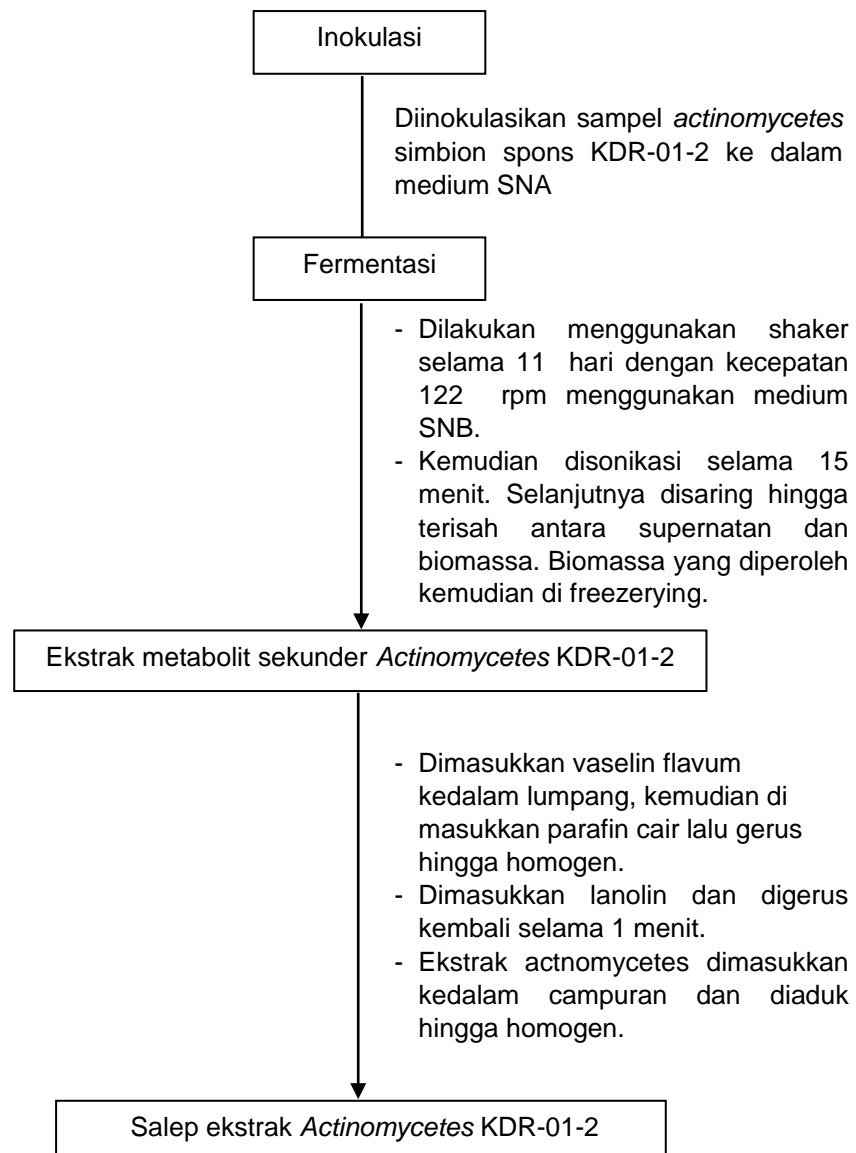 Inokulasi
Diinokulasikan sampel actinomycetes
simbion spons KDR-01-2 ke dalam
medium SNA
Fermentasi
- Dilakukan menggunakan shaker
selama 11 hari dengan kecepatan
122 rpm menggunakan medium
SNB.
- Kemudian disonikasi selama 15
menit. Selanjutnya disaring hingga
terisah antara supernatan dan
biomassa. Biomassa yang diperoleh
kemudian di freezerying.
Ekstrak metabolit sekunder Actinomycetes KDR-01-2
- Dimasukkan vaselin flavum
kedalam lumpang, kemudian di
masukkan parafin cair lalu gerus
hingga homogen.
- Dimasukkan lanolin dan digerus
kembali selama 1 menit.
- Ekstrak actnomycetes dimasukkan
kedalam campuran dan diaduk
hingga homogen.
Salep ekstrak Actinomycetes KDR-01-2